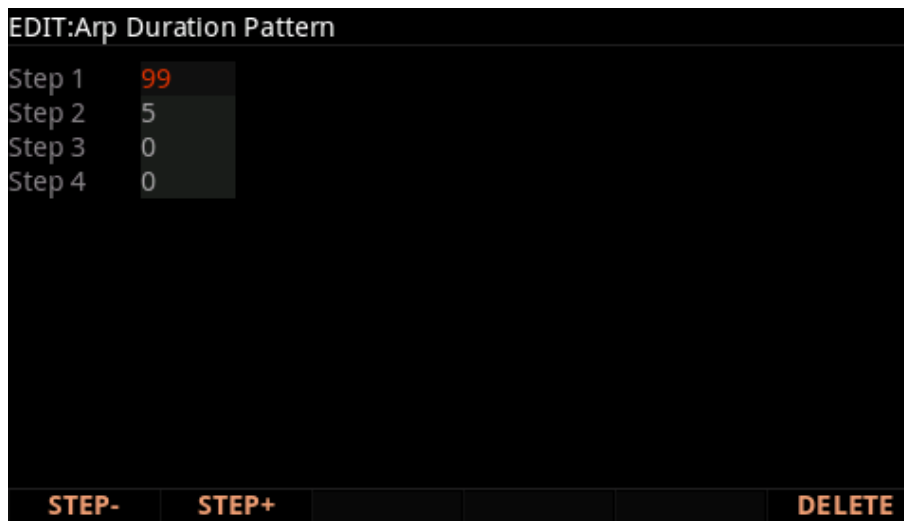 EDIT:Arp Duration Pattern
Step 1 99
Step 2 5
Step 3 0
Step 4 0
STEP- STEP+ DELETE